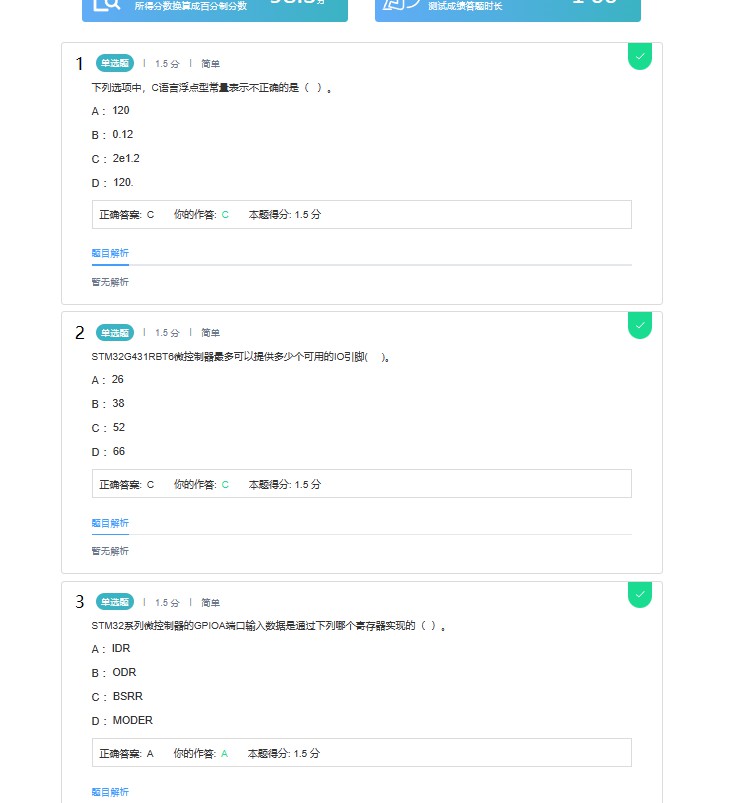 所得分数换算成百分制分数
测试成绩答题时长
1 单选题 | 1.5 分 | 简单
下列选项中，C语言浮点型常量表示不正确的是（ ）。
A： 120
B： 0.12
C： 2e1.2
D： 120.
正确答案: C 你的作答: C 本题得分: 1.5 分
题目解析
暂无解析
2 单选题 | 1.5 分 | 简单
STM32G431RBT6微控制器最多可以提供多少个可用的IO引脚( )。
A： 26
B： 38
C： 52
D： 66
正确答案: C 你的作答: C 本题得分: 1.5 分
题目解析
暂无解析
3 单选题 | 1.5 分 | 简单
STM32系列微控制器的GPIOA端口输入数据是通过下列哪个寄存器实现的（ ）。
A： IDR
B： ODR
C： BSRR
D： MODER
正确答案: A 你的作答: A 本题得分: 1.5 分
题目解析